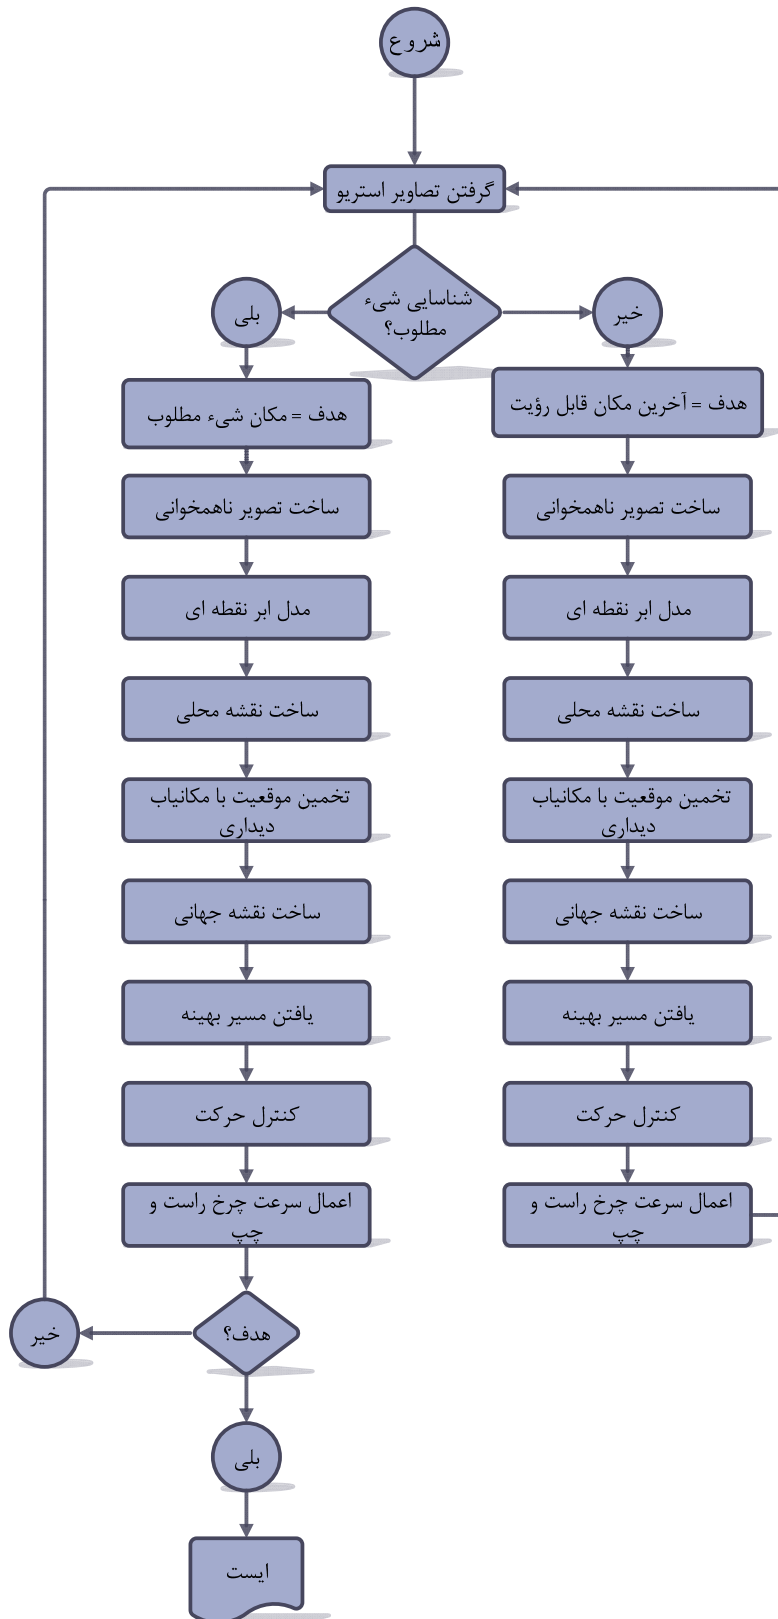 شروع
گرفتن تصاویر استریو
شناسایی شیء
مطلوب؟
بلی
خیر
هدف = مکان شیء مطلوب
هدف = آخرین مکان قابل رؤیت
ساخت تصویر ناهمخوانی
ساخت تصویر ناهمخوانی
مدل ابر نقطه ای
مدل ابر نقطه ای
ساخت نقشه محلی
ساخت نقشه محلی
تخمین موقعیت با مکانیاب
دیداری
تخمین موقعیت با مکانیاب
دیداری
ساخت نقشه جهانی
ساخت نقشه جهانی
یافتن مسیر بهینه
یافتن مسیر بهینه
کنترل حرکت
کنترل حرکت
اعمال سرعت چرخ راست و
چپ
اعمال سرعت چرخ راست و
چپ
هدف؟
خیر
بلی
ایست